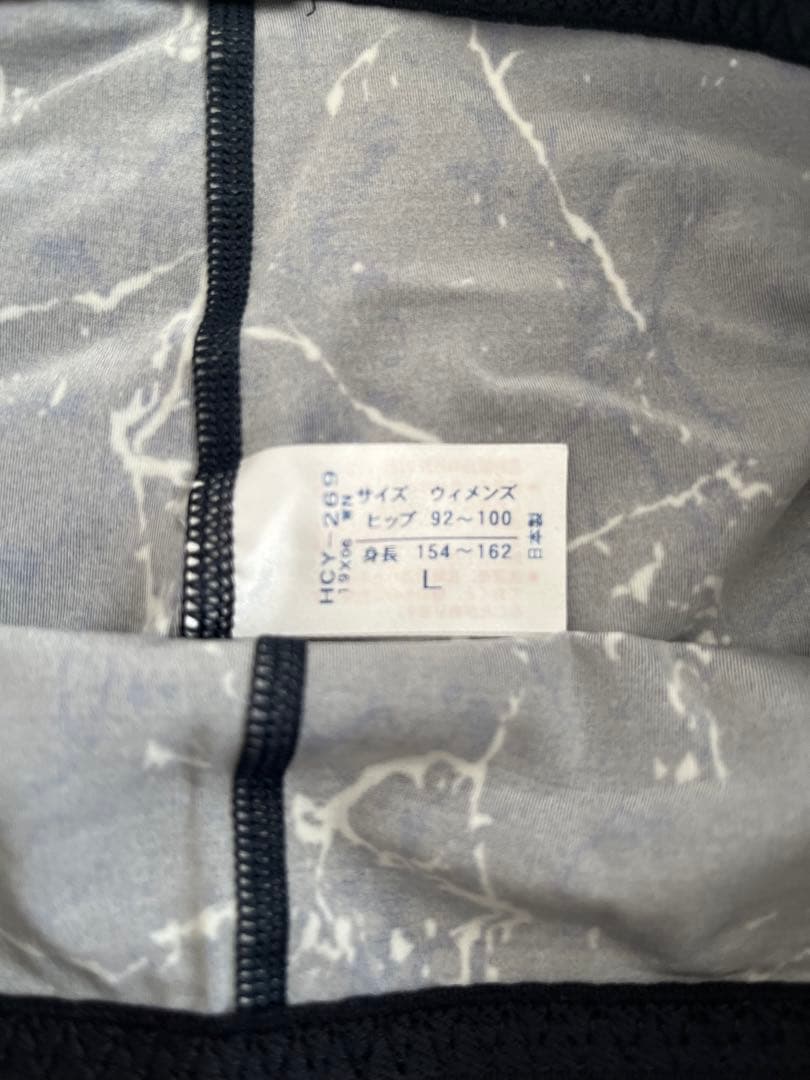 サイズ ウィメンズ
ヒップ 92～100
身長 154～162
L
HCY-269
19X06 WN
日本製